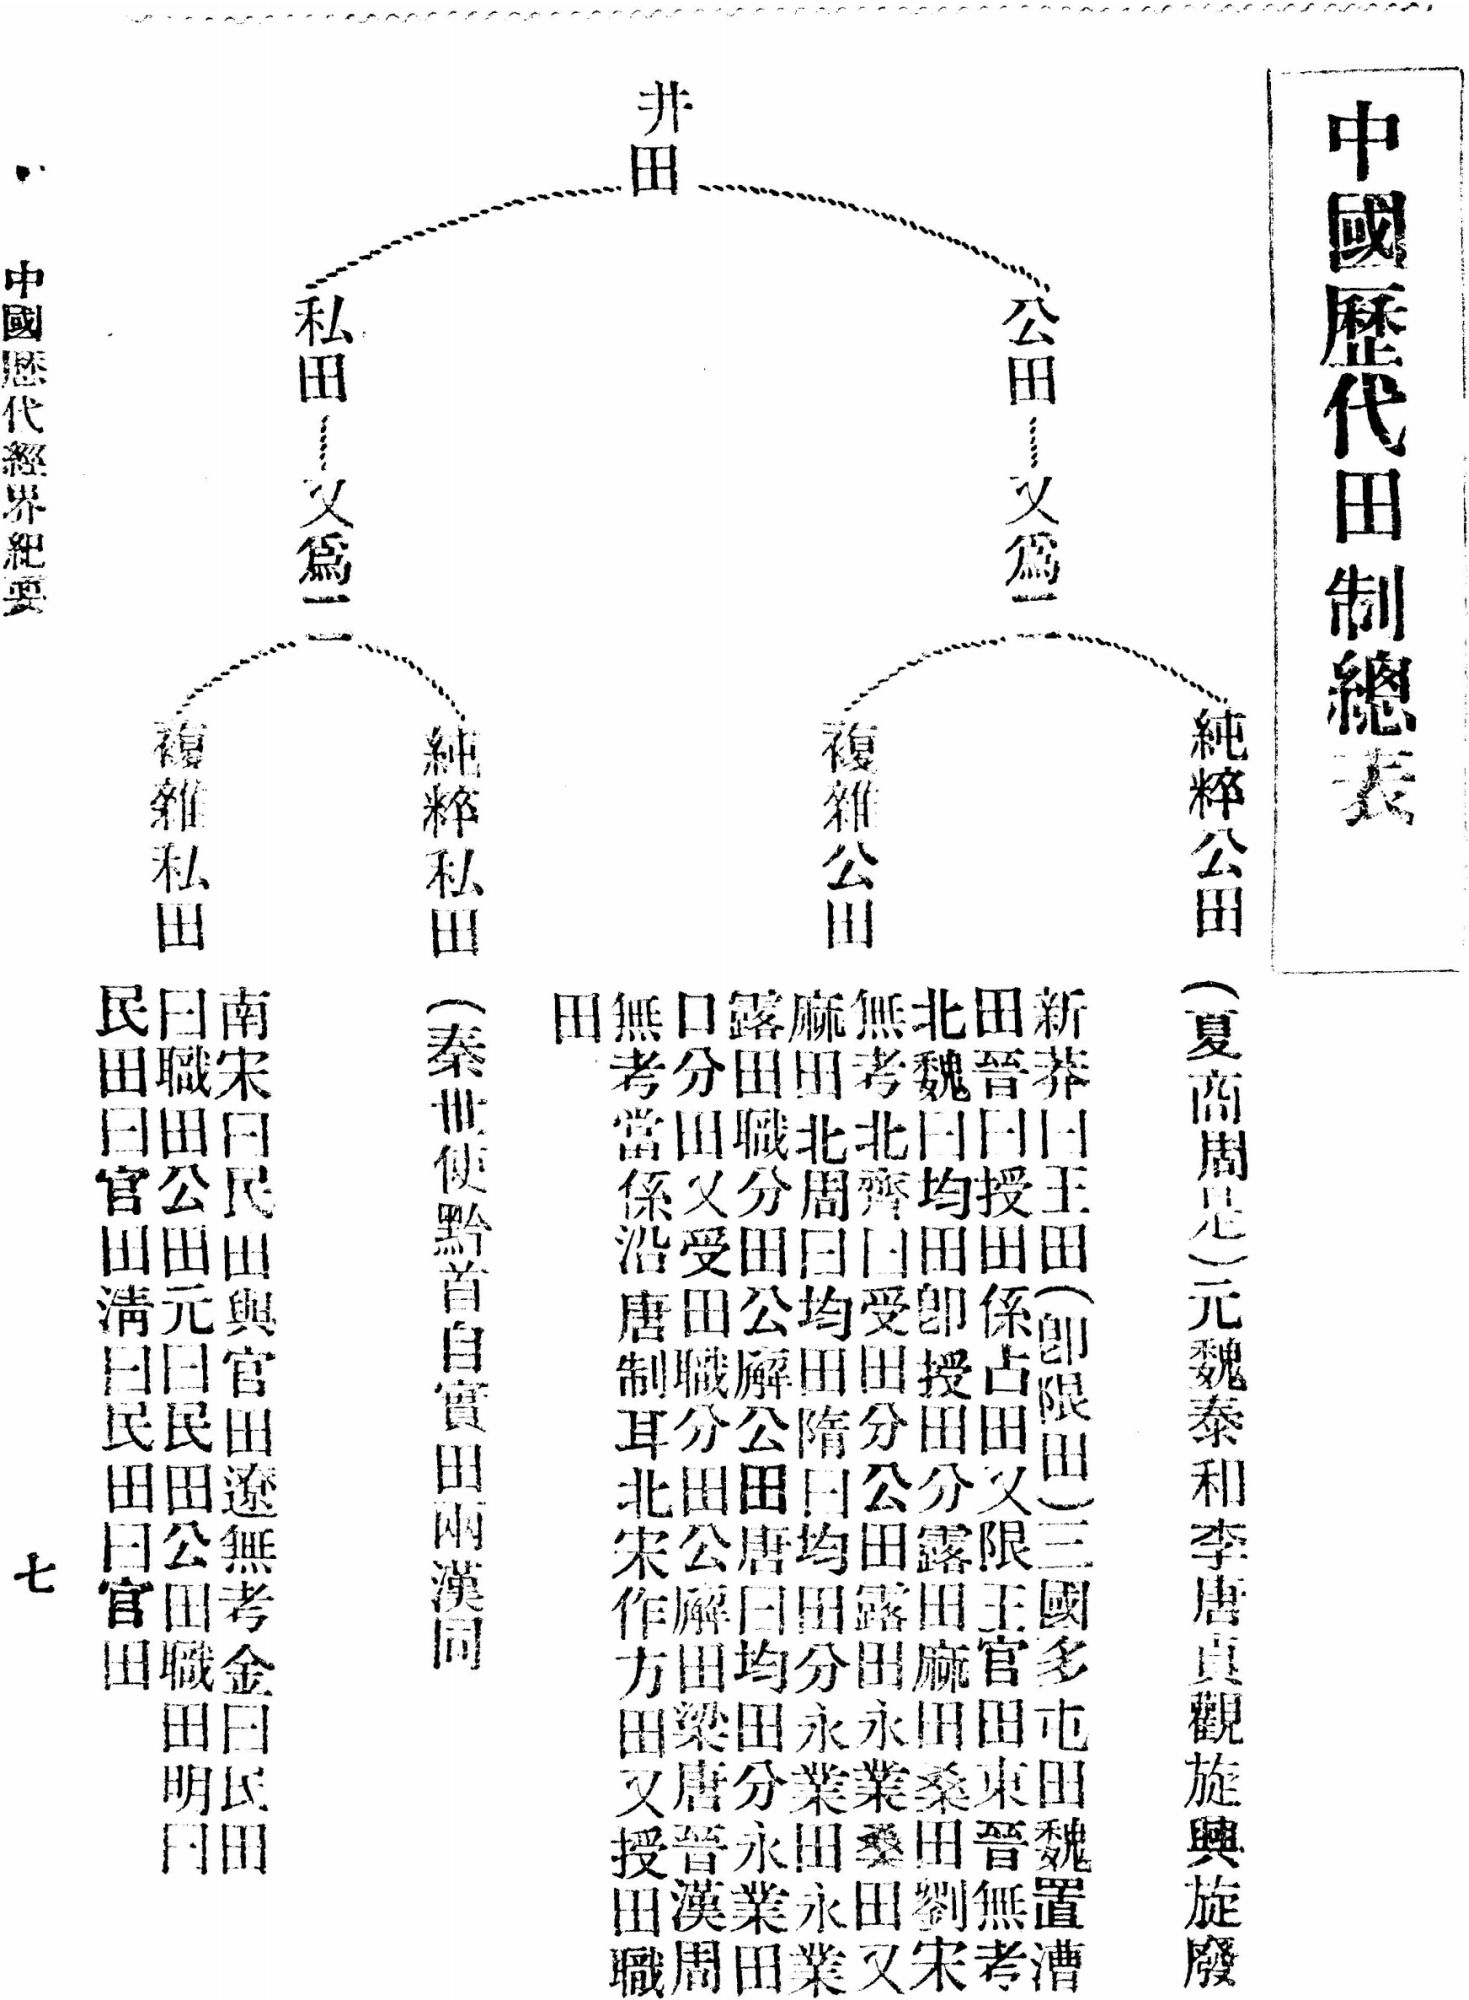 中國歷代田制總表
井田
公田
又爲二
純粹公田
(夏商周是)元魏泰和李唐貞觀旋興旋廢
複雜公田
新莽曰王田(卽限田)三國多屯田魏置漕
田晉曰授田係占田又限王官田東晉無考
北魏曰均田卽授田分露田麻田桑田劉宋
無考北齊曰受田分公田露田永業桑田又
麻田北周曰均田隋曰均田分永業田永業
露田職分田公廨公田唐曰均田分永業田
口分田又受田職分田公廨田梁唐晉漢周
無考當係沿唐制耳北宋作方田又授田職
田
私田
又爲二
純粹私田
(秦世使黔首自實田兩漢同
複雜私田
南宋曰民田與官田遼無考金曰民田
曰職田公田元曰民田公田職田明曰
民田曰官田淸曰民田曰官田
中國歷代經界紀要
七